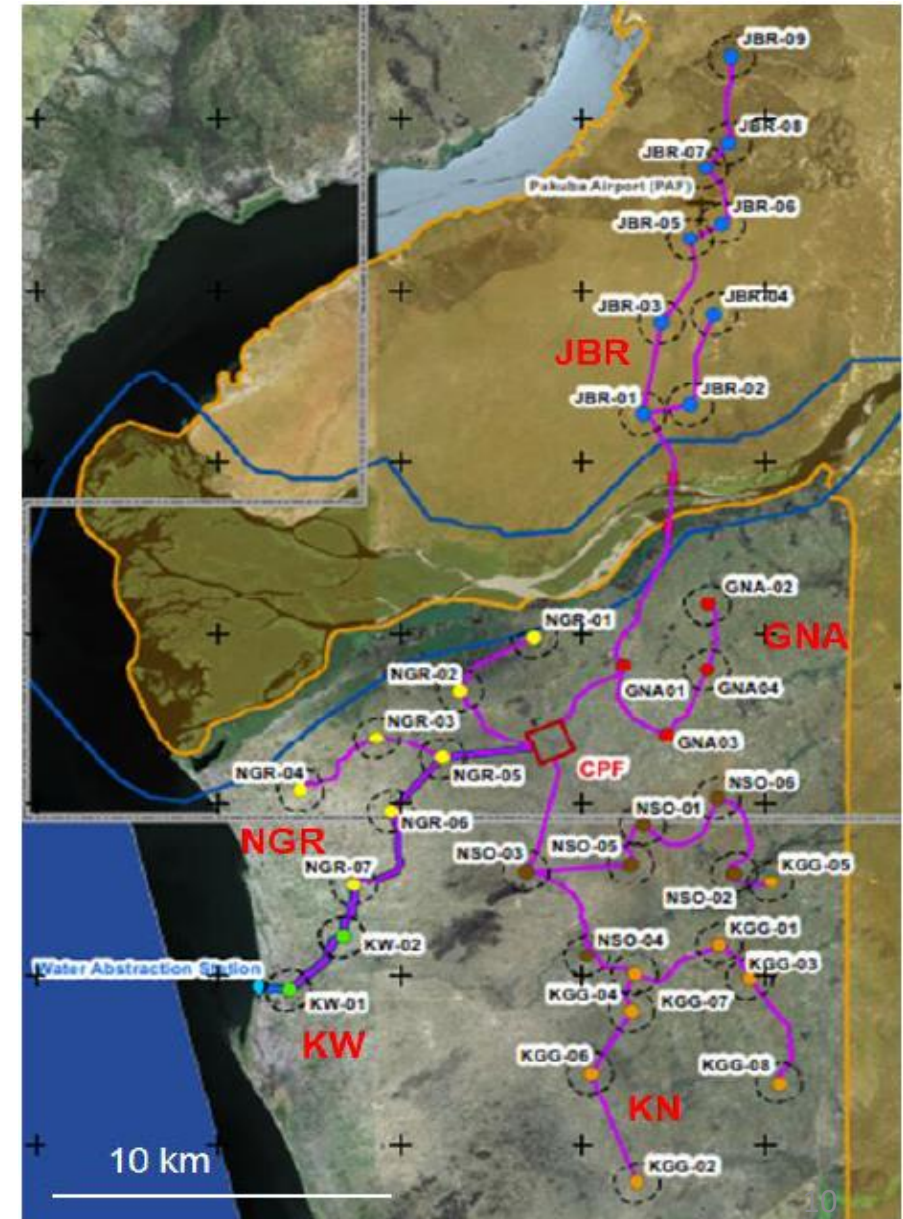 JBR-09
JBR-08
JBR-07
Pakuba Airport (PAF)
JBR-06
JBR-05
JBR-04
JBR-03
JBR
JBR-02
JBR-01
GNA-02
NGR-01
GNA
NGR-02
GNA01
GNA04
NGR-03
GNA03
CPF
NGR-04
NGR-05
NSO-06
NSO-01
NGR-06
NGR
NSO-03
NSO-05
KGG-05
NGR-07
NSO-02
KW-02
NSO-04
KGG-01
Water Abstraction Station
KGG-03
KGG-04
KW-01
KGG-07
KW
KGG-06
KGG-08
KN
10 km
KGG-02
10